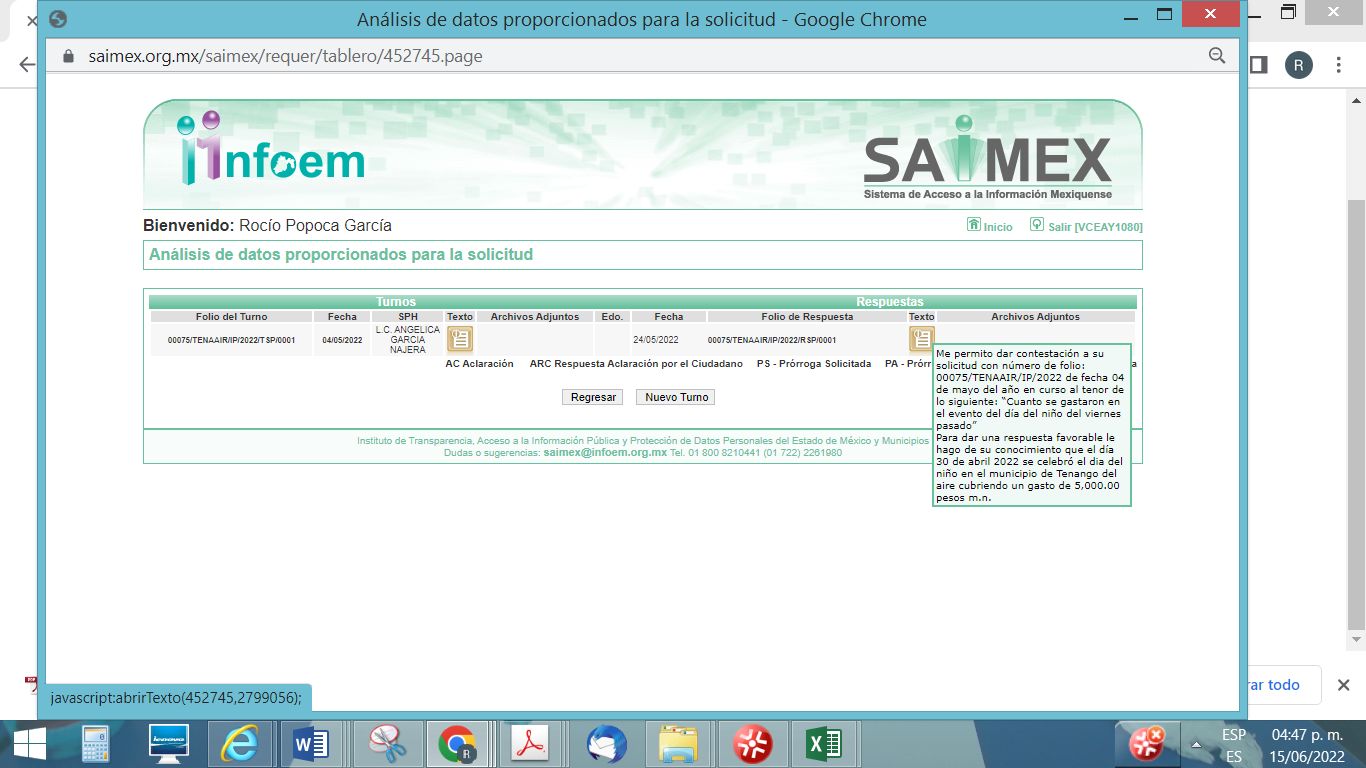 Análisis de datos proporcionados para la solicitud - Google Chrome
saimex.org.mx/saimex/requer/tablero/452745.page
R
infoem
SAIMEX
Sistema de Acceso a la Información Mexiquense
Bienvenido: Rocío Popoca García
Inicio Salir [VCEAY1080]
Análisis de datos proporcionados para la solicitud
Turnos Respuestas
Folio del Turno Fecha SPH Texto Archivos Adjuntos Edo. Fecha Folio de Respuesta Texto Archivos Adjuntos
00075/TENAAIR/IP/2022/TSP/0001 04/05/2022 L.C. ANGELICA
GARCIA
NAJERA
24/05/2022 00075/TENAAIR/IP/2022/RSP/0001
AC Aclaración ARC Respuesta Aclaración por el Ciudadano PS - Prórroga Solicitada PA - Prórr
a
Regresar Nuevo Turno
Me permito dar contestación a su
solicitud con número de folio:
00075/TENAAIR/IP/2022 de fecha 04
de mayo del año en curso al tenor de
lo siguiente: “Cuanto se gastaron en
el evento del día del niño del viernes
pasado”
Para dar una respuesta favorable le
hago de su conocimiento que el día
30 de abril 2022 se celebró el dia del
niño en el municipio de Tenango del
aire cubriendo un gasto de 5,000.00
pesos m.n.
Instituto de Transparencia, Acceso a la Información Pública y Protección de Datos Personales del Estado de México y Municipios
Dudas o sugerencias: saimex@infoem.org.mx Tel. 01 800 8210441 (01 722) 2261980
PDF
rar todo
javascript:abrirTexto(452745,2799056);
lenovo
R
ESP
ES
04:47 p. m.
15/06/2022